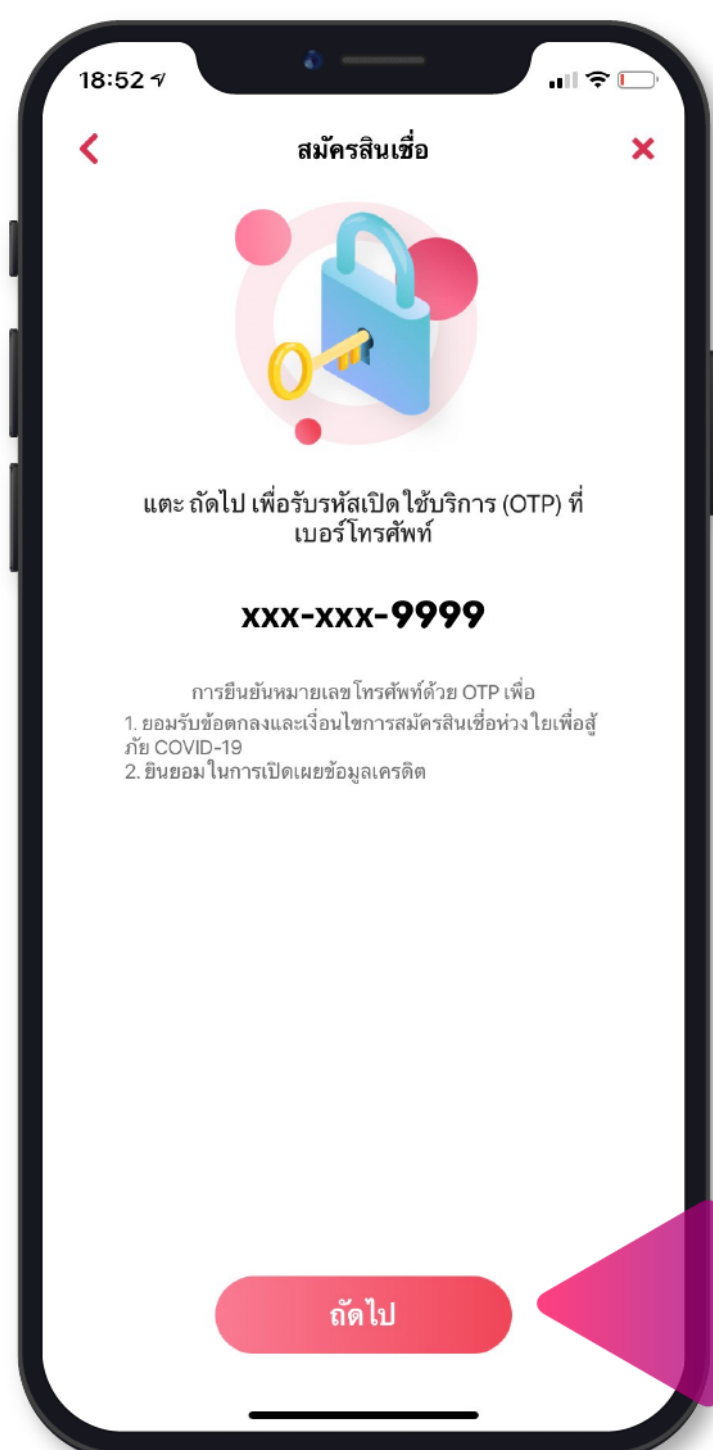 18:52
สมัครสินเชื่อ
แตะ ถัดไป เพื่อรับรหัสเปิดใช้บริการ (OTP) ที่
เบอร์โทรศัพท์
xxx-xxx-9999
การยืนยันหมายเลขโทรศัพท์ด้วย OTP เพื่อ
1. ยอมรับข้อตกลงและเงื่อนไขการสมัครสินเชื่อห่วงใยเพื่อสู้
ภัย COVID-19
2. ยินยอมในการเปิดเผยข้อมูลเครดิต
ถัดไป